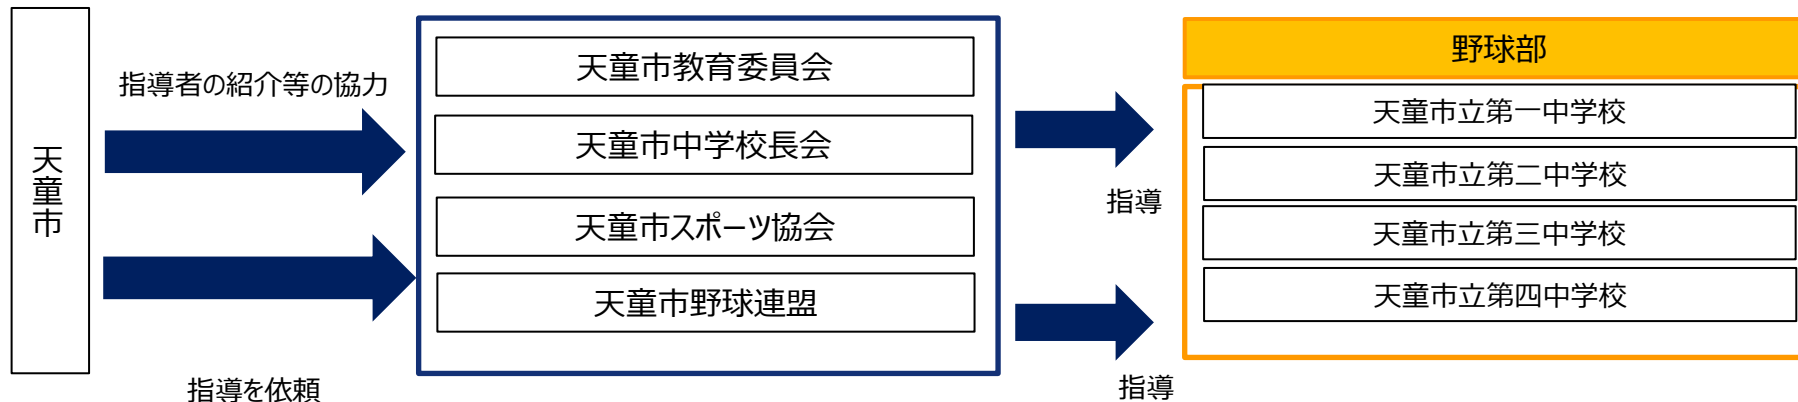 天童市
指導者の紹介等の協力
指導を依頼
天童市教育委員会
天童市中学校長会
天童市スポーツ協会
天童市野球連盟
指導
指導
野球部
天童市立第一中学校
天童市立第二中学校
天童市立第三中学校
天童市立第四中学校